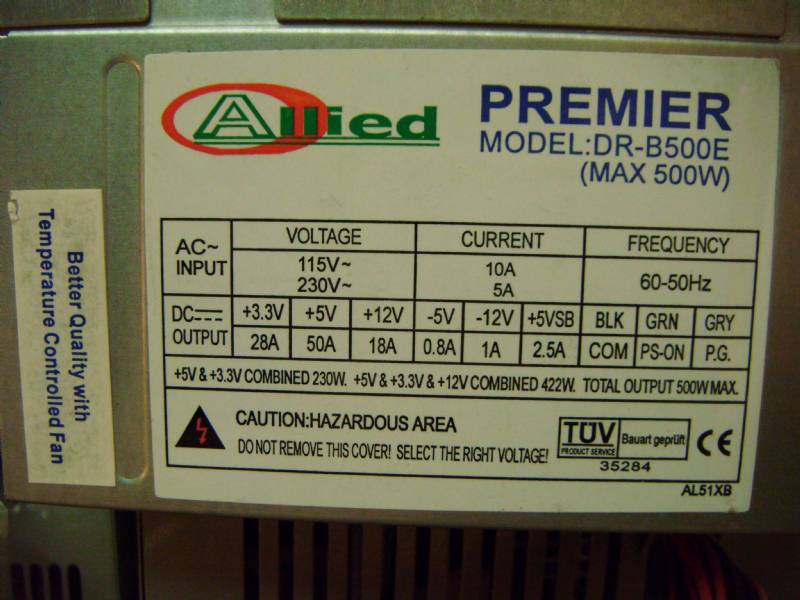 Allied
PREMIER
MODEL:DR-B500E
(MAX 500W)
AC~ INPUT VOLTAGE CURRENT FREQUENCY
115V~ 10A 60-50Hz
230V~ 5A
DC OUTPUT +3.3V +5V +12V -5V -12V +5VSB BLK GRN GRY
28A 50A 18A 0.8A 1A 2.5A COM PS-ON P.G.
+5V & +3.3V COMBINED 230W. +5V & +3.3V & +12V COMBINED 422W. TOTAL OUTPUT 500W MAX.
CAUTION:HAZARDOUS AREA
DO NOT REMOVE THIS COVER! SELECT THE RIGHT VOLTAGE!
TÜV Bauart geprüft CE
PRODUCT SERVICE
35284
AL51XB
Better Quality with
Temperature Controlled Fan